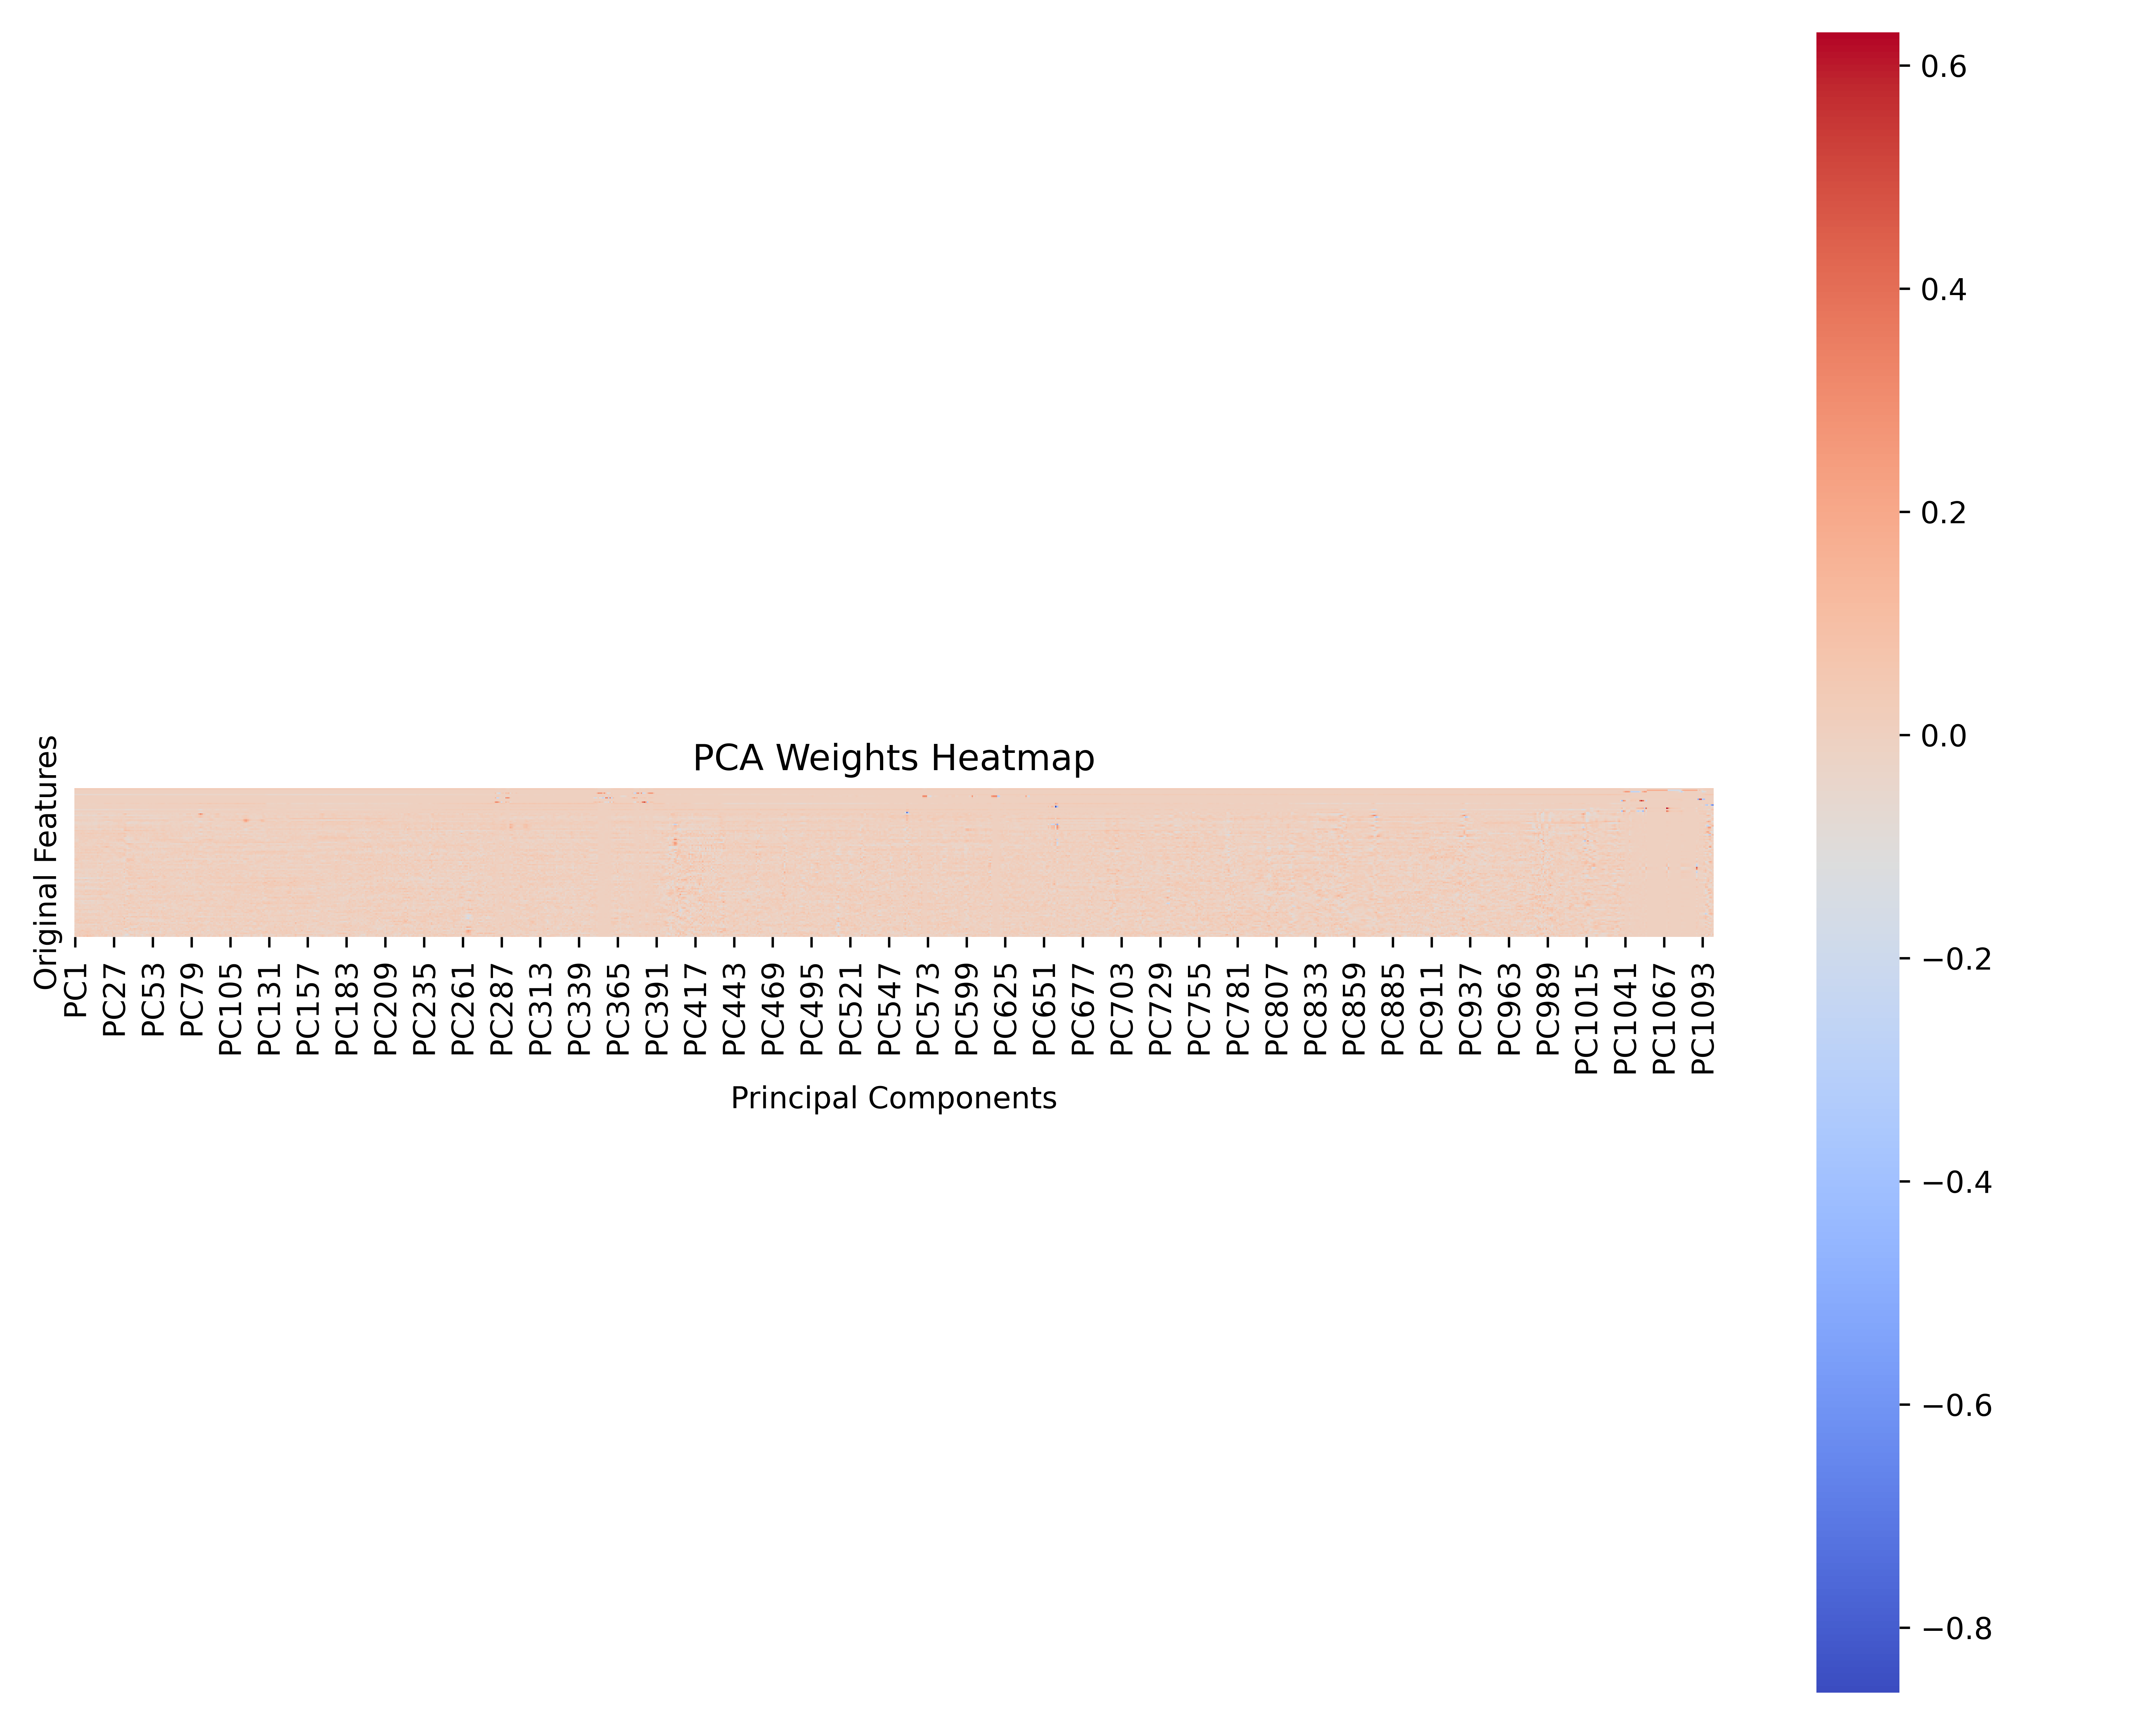 PCA Weights Heatmap
Original Features
PC1
PC27
PC53
PC79
PC105
PC131
PC157
PC183
PC209
PC235
PC261
PC287
PC313
PC339
PC365
PC391
PC417
PC443
PC469
PC495
PC521
PC547
PC573
PC599
PC625
PC651
PC677
PC703
PC729
PC755
PC781
PC807
PC833
PC859
PC885
PC911
PC937
PC963
PC989
PC1015
PC1041
PC1067
PC1093
Principal Components
0.6
0.4
0.2
0.0
−0.2
−0.4
−0.6
−0.8